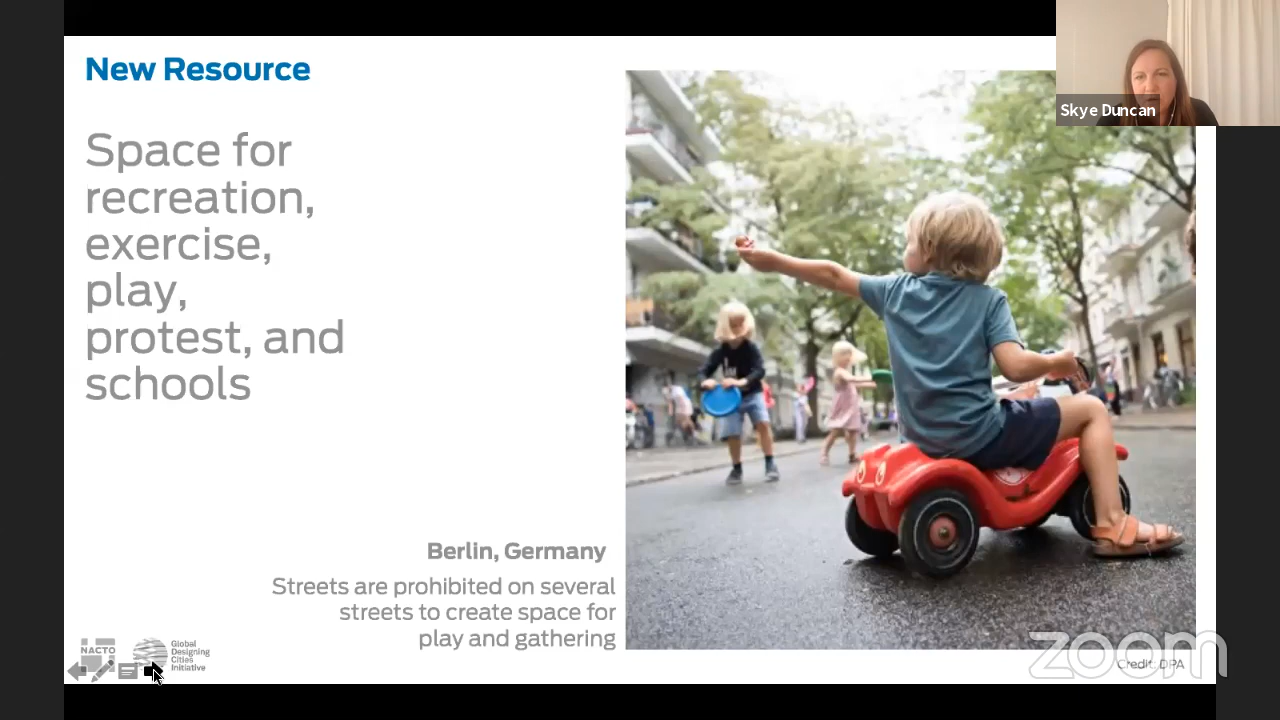 New Resource
Skye Duncan
Space for
recreation,
exercise,
play,
protest, and
schools
Berlin, Germany
Streets are prohibited on several
streets to create space for
play and gathering
NACTO
Global
Designing
Cities
Initiative
zoom
Credit: DPA